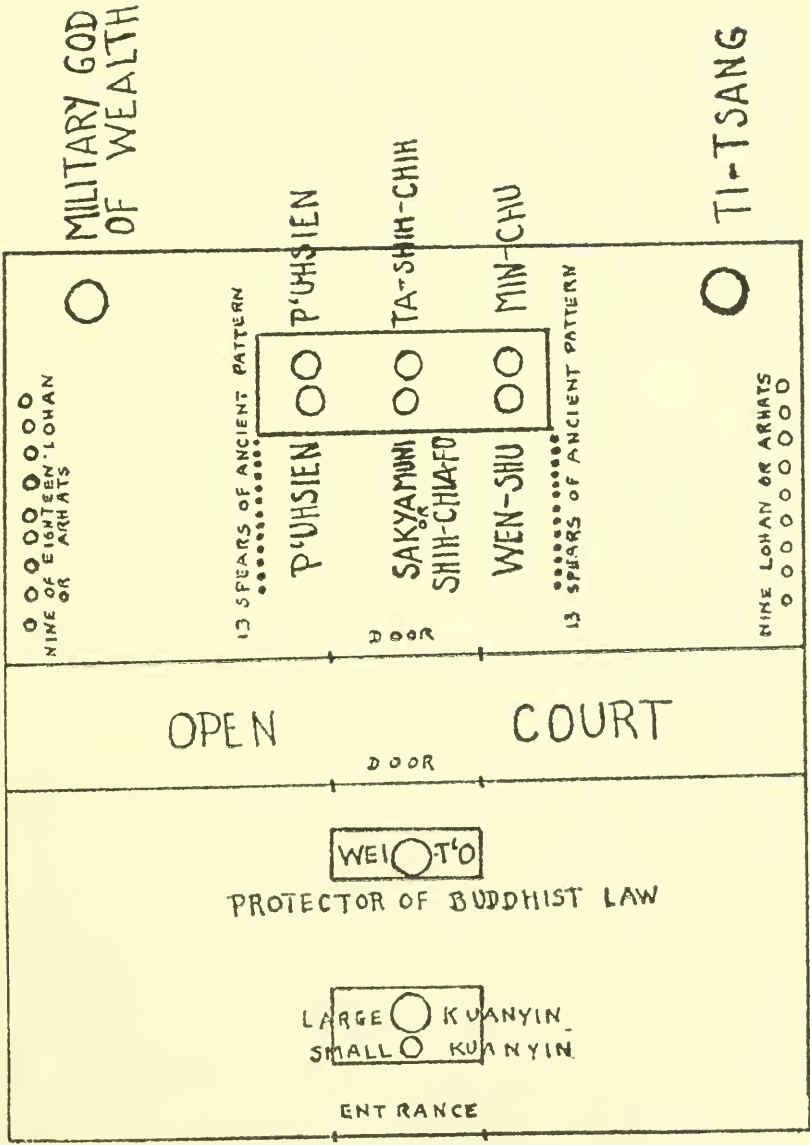 MILITARY GOD
OF WEALTH
TI-TSANG
NINE OF EIGHTEEN LOHAN
OR ARHATS
13 SPEARS OF ANCIENT PATTERN
P'UHSIEN
TA-SHIH-CHIH
MIN-CHU
P'UHSIEN
SAKYAMUNI
OR
SHIH-CHIA-FO
WEN-SHU
13 SPEARS OF ANCIENT PATTERN
NINE LOHAN OR ARHATS
DOOR
OPEN COURT
DOOR
WEI-T'O
PROTECTOR OF BUDDHIST LAW
LARGE KUANYIN
SMALL KUANYIN
ENTRANCE